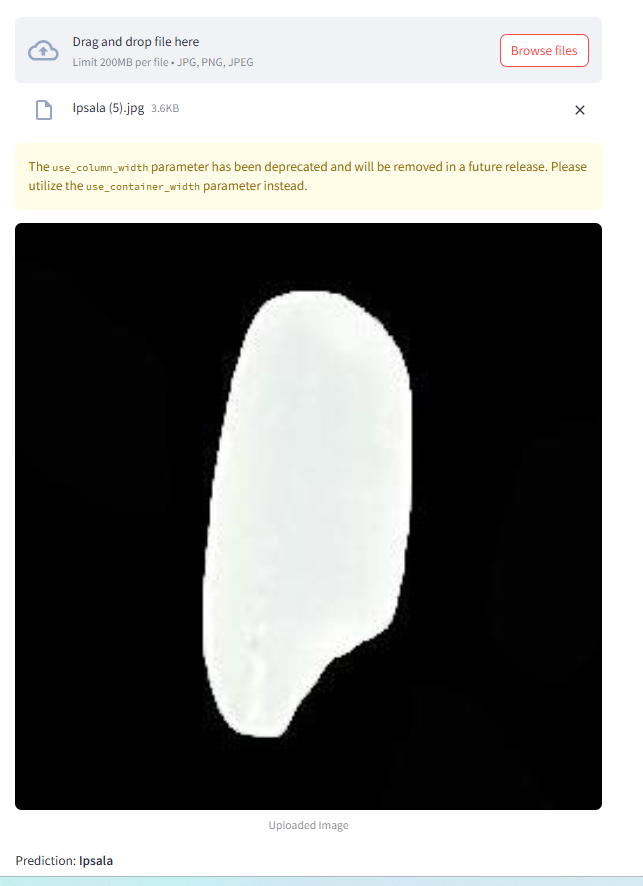 Drag and drop file here
Limit 200MB per file • JPG, PNG, JPEG
Browse files
Ipsala (5).jpg 3.6KB
The use_column_width parameter has been deprecated and will be removed in a future release. Please
utilize the use_container_width parameter instead.
Uploaded Image
Prediction: Ipsala